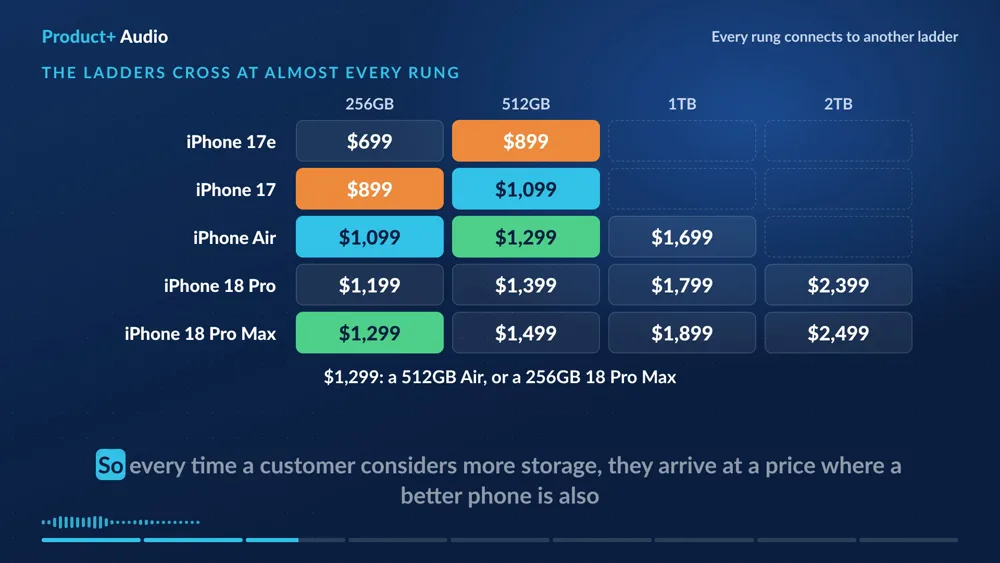 Product+ Audio
Every rung connects to another ladder
THE LADDERS CROSS AT ALMOST EVERY RUNG
256GB 512GB 1TB 2TB
iPhone 17e $699 $899
iPhone 17 $899 $1,099
iPhone Air $1,099 $1,299 $1,699
iPhone 18 Pro $1,199 $1,399 $1,799 $2,399
iPhone 18 Pro Max $1,299 $1,499 $1,899 $2,499
$1,299: a 512GB Air, or a 256GB 18 Pro Max
So every time a customer considers more storage, they arrive at a price where a
better phone is also